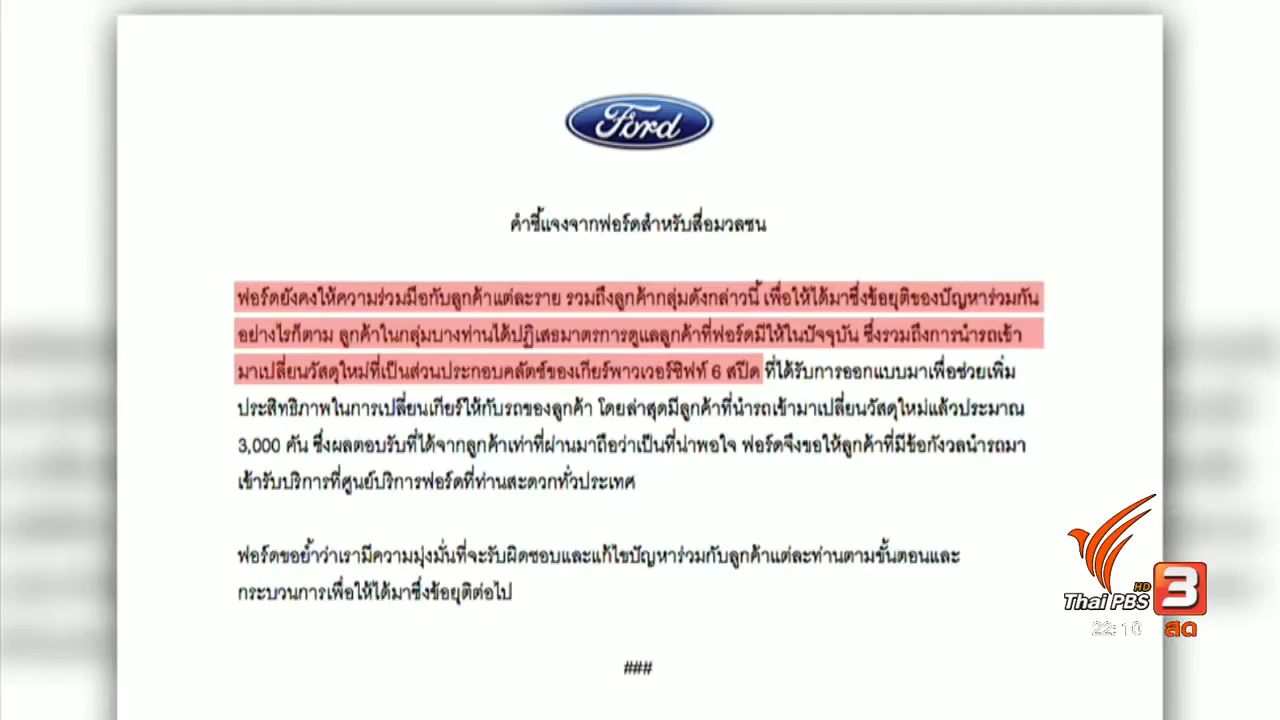 Ford
คำชี้แจงจากฟอร์ดสำหรับสื่อมวลชน
ฟอร์ดยังคงให้ความร่วมมือกับลูกค้าแต่ละราย รวมถึงลูกค้ากลุ่มดังกล่าวนี้ เพื่อให้ได้มาซึ่งข้อยุติของปัญหาร่วมกัน
อย่างไรก็ตาม ลูกค้าในกลุ่มบางท่านได้ปฏิเสธมาตรการดูแลลูกค้าที่ฟอร์ดมีให้ในปัจจุบัน ซึ่งรวมถึงการนำรถเข้า
มาเปลี่ยนวัสดุใหม่ที่เป็นส่วนประกอบคลัตช์ของเกียร์พาวเวอร์ชิฟท์ 6 สปีด ที่ได้รับการออกแบบมาเพื่อช่วยเพิ่ม
ประสิทธิภาพในการเปลี่ยนเกียร์ให้กับรถของลูกค้า โดยล่าสุดมีลูกค้าที่นำรถเข้ามาเปลี่ยนวัสดุใหม่แล้วประมาณ
3,000 คัน ซึ่งผลตอบรับที่ได้จากลูกค้าเท่าที่ผ่านมาถือว่าเป็นที่น่าพอใจ ฟอร์ดจึงขอให้ลูกค้าที่มีข้อกังวลนำรถมา
เข้ารับบริการที่ศูนย์บริการฟอร์ดที่ท่านสะดวกทั่วประเทศ
ฟอร์ดขอย้ำว่าเรามีความมุ่งมั่นที่จะรับผิดชอบและแก้ไขปัญหาร่วมกับลูกค้าแต่ละท่านตามขั้นตอนและ
กระบวนการเพื่อให้ได้มาซึ่งข้อยุติต่อไป
###
Thai PBS HD 3
22:10 สด